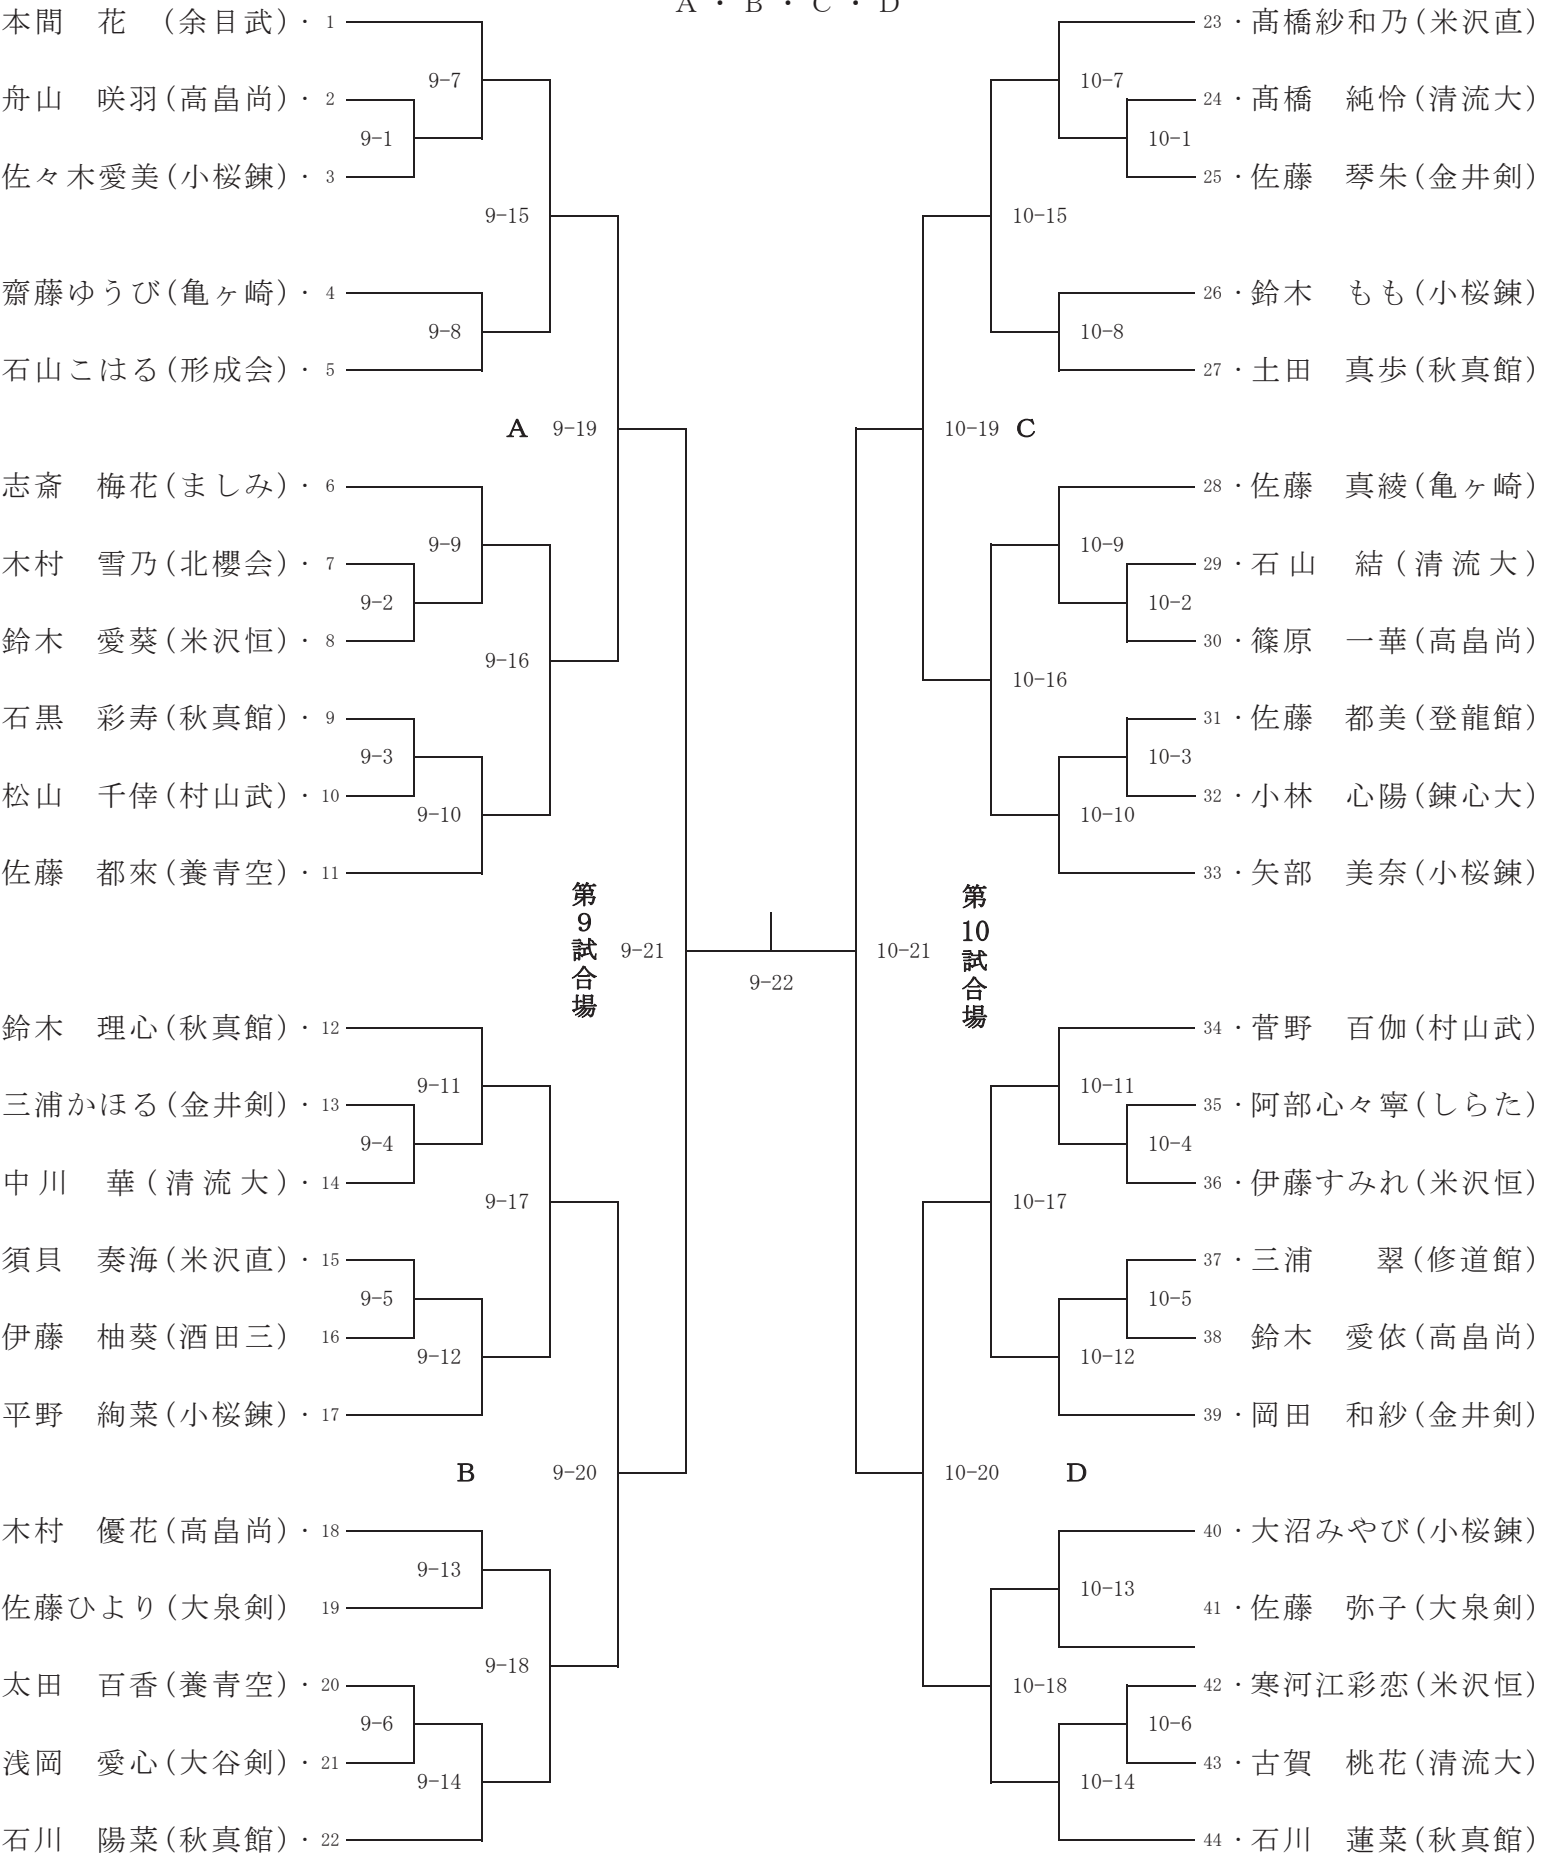 A・B・C・D
本間　花　(余目武)・ 1
9-7
舟山　咲羽(高畠尚)・ 2
9-1
佐々木愛美(小桜錬)・ 3
9-15
齋藤ゆうび(亀ヶ崎)・ 4
9-8
石山こはる(形成会)・ 5
A 9-19
志斎　梅花(ましみ)・ 6
9-9
木村　雪乃(北櫻会)・ 7
9-2
鈴木　愛葵(米沢恒)・ 8
9-16
石黒　彩寿(秋真館)・ 9
9-3
松山　千倖(村山武)・ 10
9-10
佐藤　都來(養青空)・ 11
第9試合場
9-21
鈴木　理心(秋真館)・ 12
9-11
三浦かほる(金井剣)・ 13
9-4
中川　華(清流大)・ 14
9-17
須貝　奏海(米沢直)・ 15
9-5
伊藤　柚葵(酒田三) 16
9-12
平野　絢菜(小桜錬)・ 17
B 9-20
木村　優花(高畠尚)・ 18
9-13
佐藤ひより(大泉剣) 19
9-18
太田　百香(養青空)・ 20
9-6
浅岡　愛心(大谷剣)・ 21
9-14
石川　陽菜(秋真館)・ 22
9-22
23 ・髙橋紗和乃(米沢直)
10-7
24 ・髙橋　純怜(清流大)
10-1
25 ・佐藤　琴朱(金井剣)
10-15
26 ・鈴木　もも(小桜錬)
10-8
27 ・土田　真歩(秋真館)
10-19 C
28 ・佐藤　真綾(亀ヶ崎)
10-9
29 ・石山　結(清流大)
10-2
30 ・篠原　一華(高畠尚)
10-16
31 ・佐藤　都美(登龍館)
10-3
32 ・小林　心陽(錬心大)
10-10
33 ・矢部　美奈(小桜錬)
10-21
第10試合場
34 ・菅野　百伽(村山武)
10-11
35 ・阿部心々寧(しらた)
10-4
36 ・伊藤すみれ(米沢恒)
10-17
37 ・三浦　　翠(修道館)
10-5
38 鈴木　愛依(高畠尚)
10-12
39 ・岡田　和紗(金井剣)
10-20 D
40 ・大沼みやび(小桜錬)
10-13
41 ・佐藤　弥子(大泉剣)
10-18
42 ・寒河江彩恋(米沢恒)
10-6
43 ・古賀　桃花(清流大)
10-14
44 ・石川　蓮菜(秋真館)